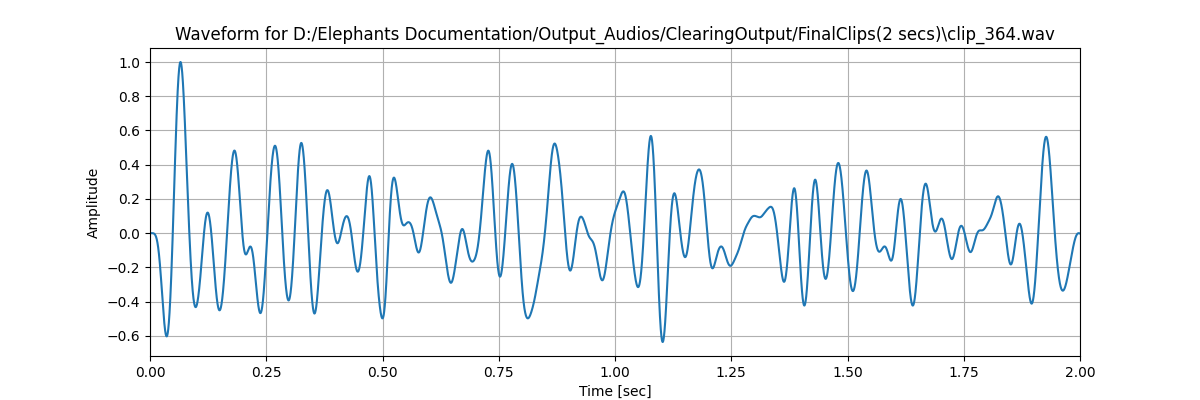 Waveform for D:/Elephants Documentation/Output_Audios/ClearingOutput/FinalClips(2 secs)\clip_364.wav
1.0
0.8
0.6
0.4
0.2
0.0
−0.2
−0.4
−0.6
Amplitude
0.00 0.25 0.50 0.75 1.00 1.25 1.50 1.75 2.00
Time [sec]